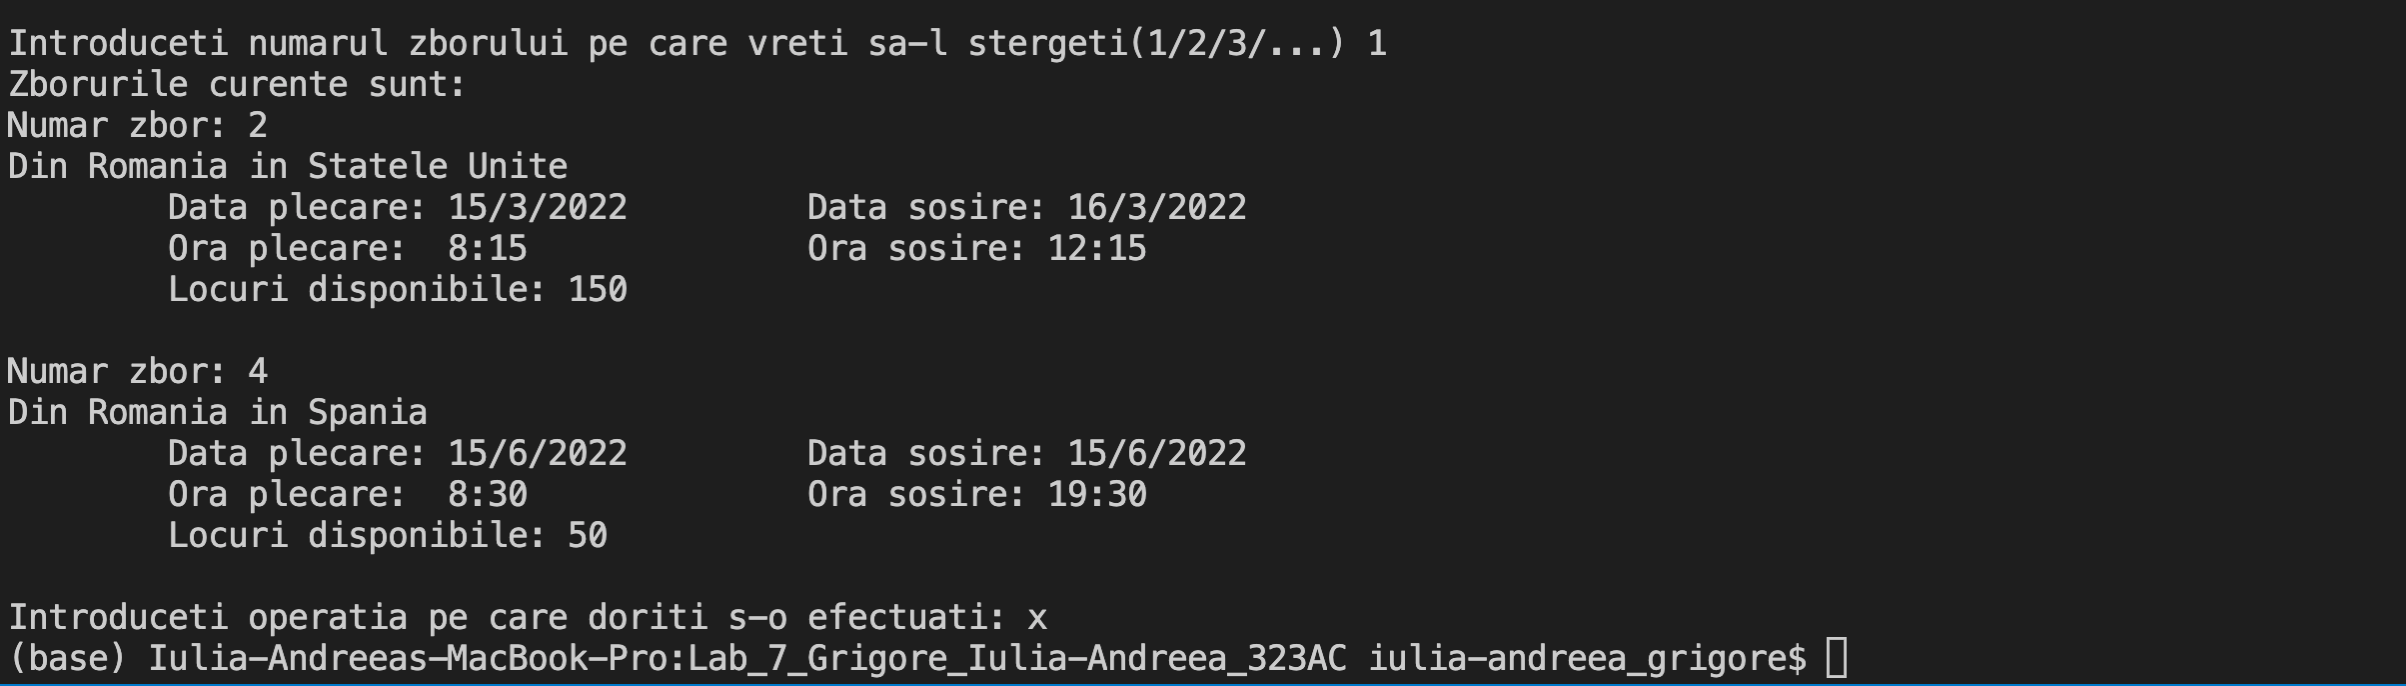 Introduceti numarul zborului pe care vreti sa-l stergeti(1/2/3/...) 1
Zborurile curente sunt:
Numar zbor: 2
Din Romania in Statele Unite
Data plecare: 15/3/2022 Data sosire: 16/3/2022
Ora plecare: 8:15 Ora sosire: 12:15
Locuri disponibile: 150
Numar zbor: 4
Din Romania in Spania
Data plecare: 15/6/2022 Data sosire: 15/6/2022
Ora plecare: 8:30 Ora sosire: 19:30
Locuri disponibile: 50
Introduceti operatia pe care doriti s-o efectuati: x
(base) Iulia-Andreeas-MacBook-Pro:Lab_7_Grigore_Iulia-Andreea_323AC iulia-andreea_grigore$